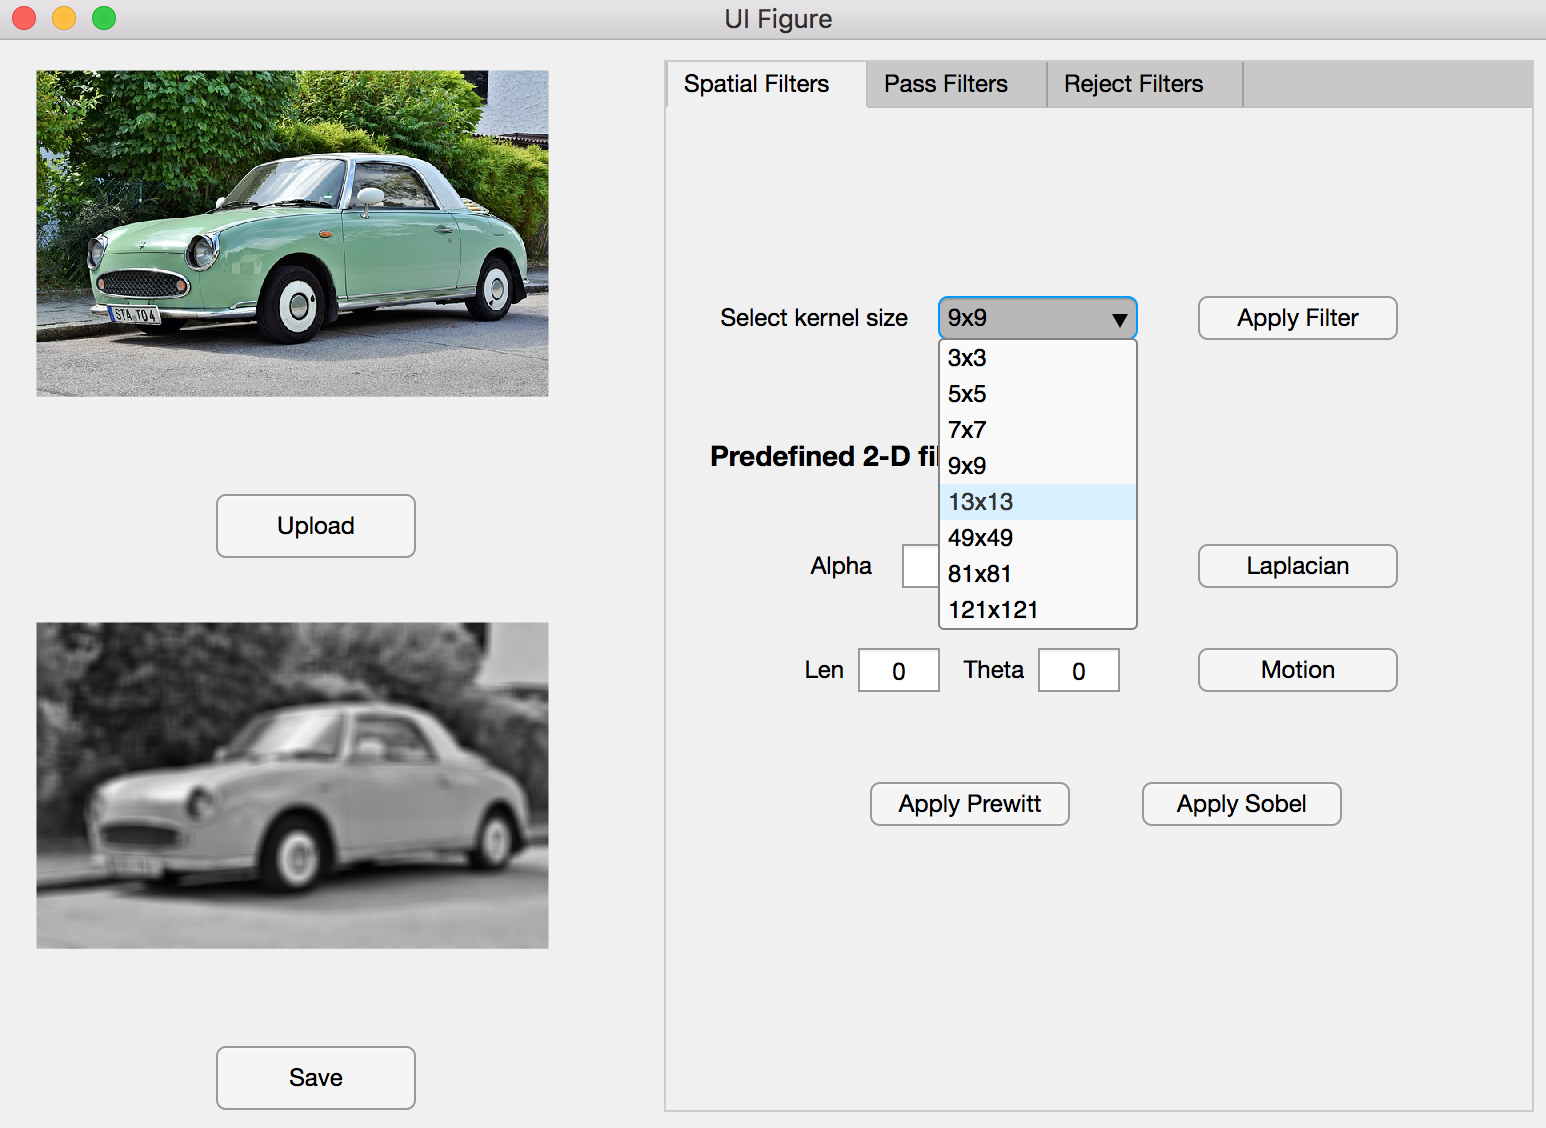 UI Figure
Spatial Filters
Pass Filters
Reject Filters
STA TO4
Select kernel size
9x9
Apply Filter
3x3
5x5
7x7
9x9
13x13
49x49
81x81
121x121
Predefined 2-D fi
Upload
Alpha
Laplacian
Len
0
Theta
0
Motion
Apply Prewitt
Apply Sobel
Save